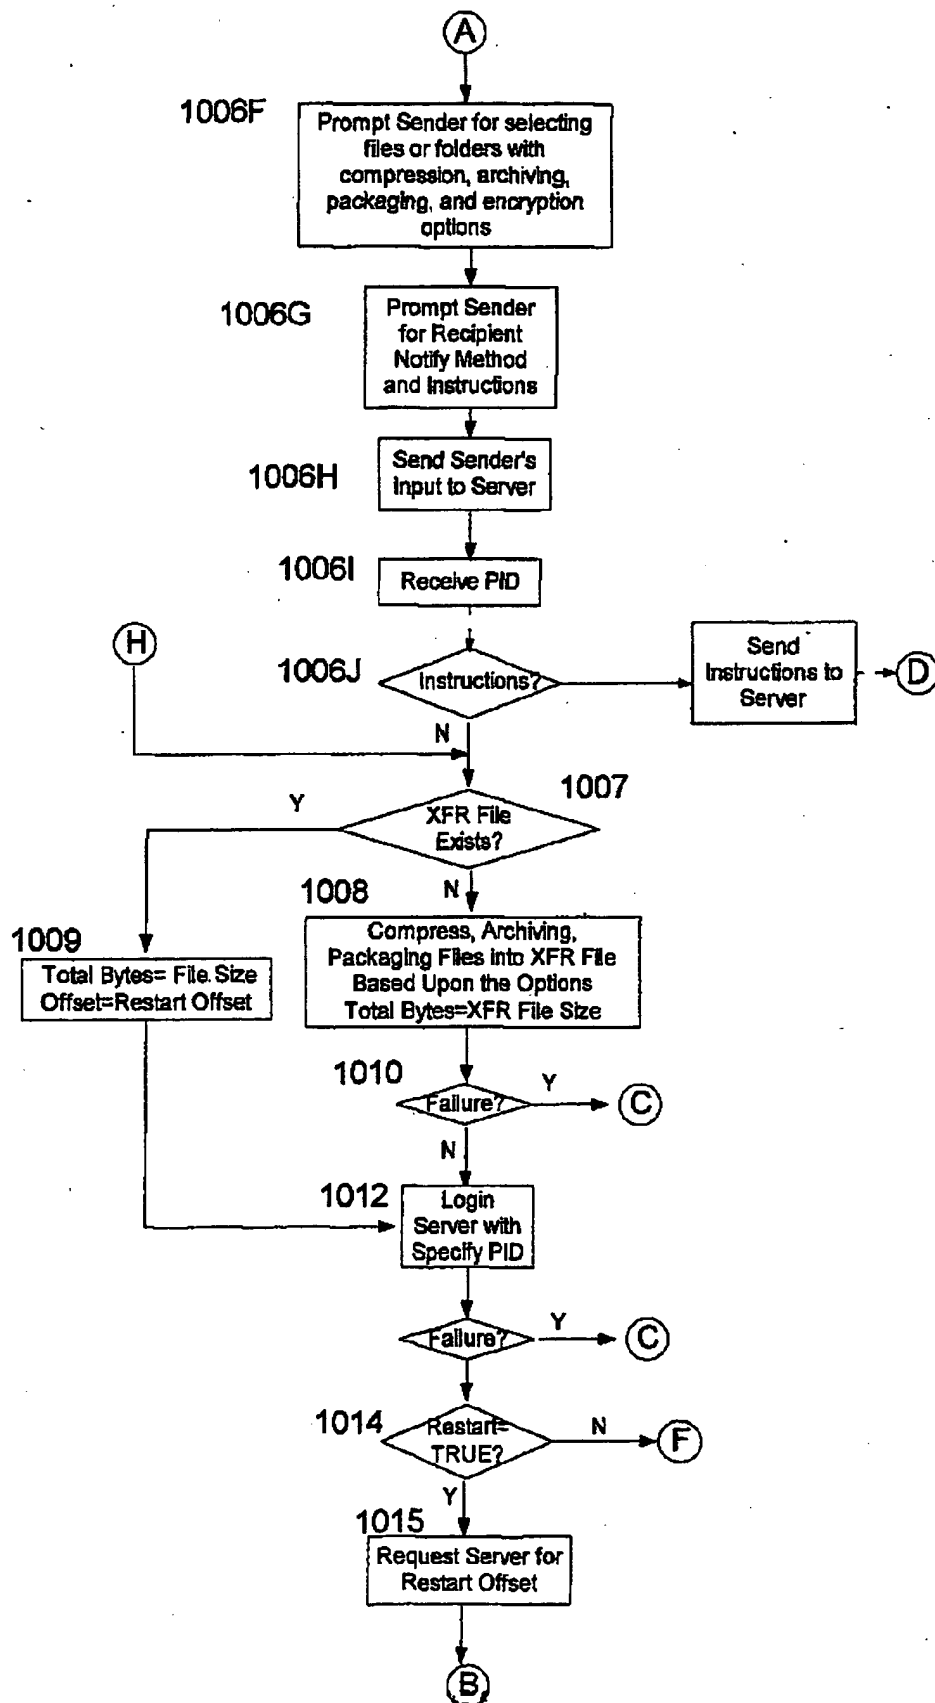 A
1006F
Prompt Sender for selecting
files or folders with
compression, archiving,
packaging, and encryption
options
1006G
Prompt Sender
for Recipient
Notify Method
and Instructions
1006H
Send Sender's
Input to Server
1006I
Receive PID
H
1006J
Instructions?
Send
Instructions to
Server
D
N
1007
Y
XFR File
Exists?
N
1008
Compress, Archiving,
Packaging Files into XFR File
Based Upon the Options
Total Bytes=XFR File Size
1009
Total Bytes= File Size
Offset=Restart Offset
1010
Failure?
Y
C
N
1012
Login
Server with
Specify PID
Failure?
Y
C
1014
Restart=
TRUE?
N
F
Y
1015
Request Server for
Restart Offset
B